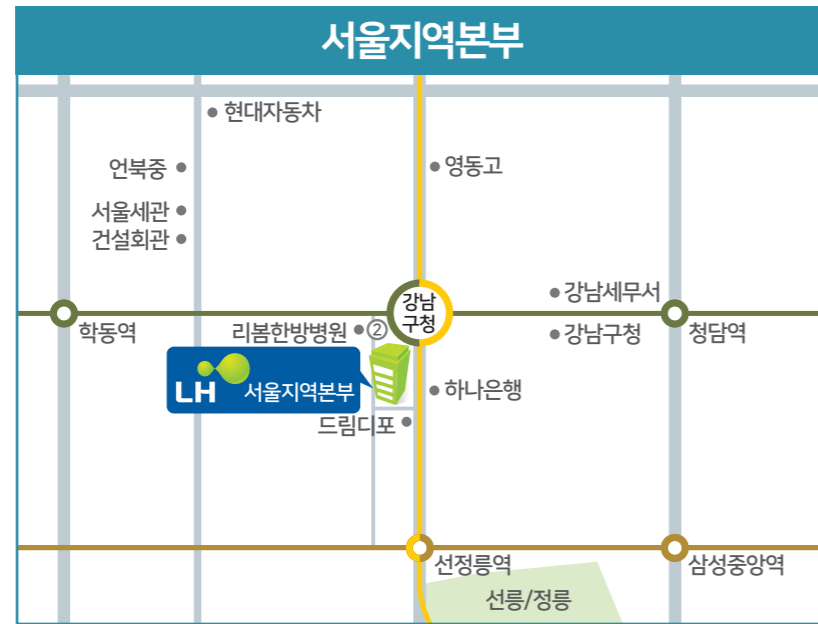 서울지역본부
현대자동차
언북중
영동고
서울세관
건설회관
강남세무서
강남
구청
학동역
리봄한방병원
②
강남구청
청담역
LH 서울지역본부
하나은행
드림디포
선정릉역
삼성중앙역
선릉/정릉